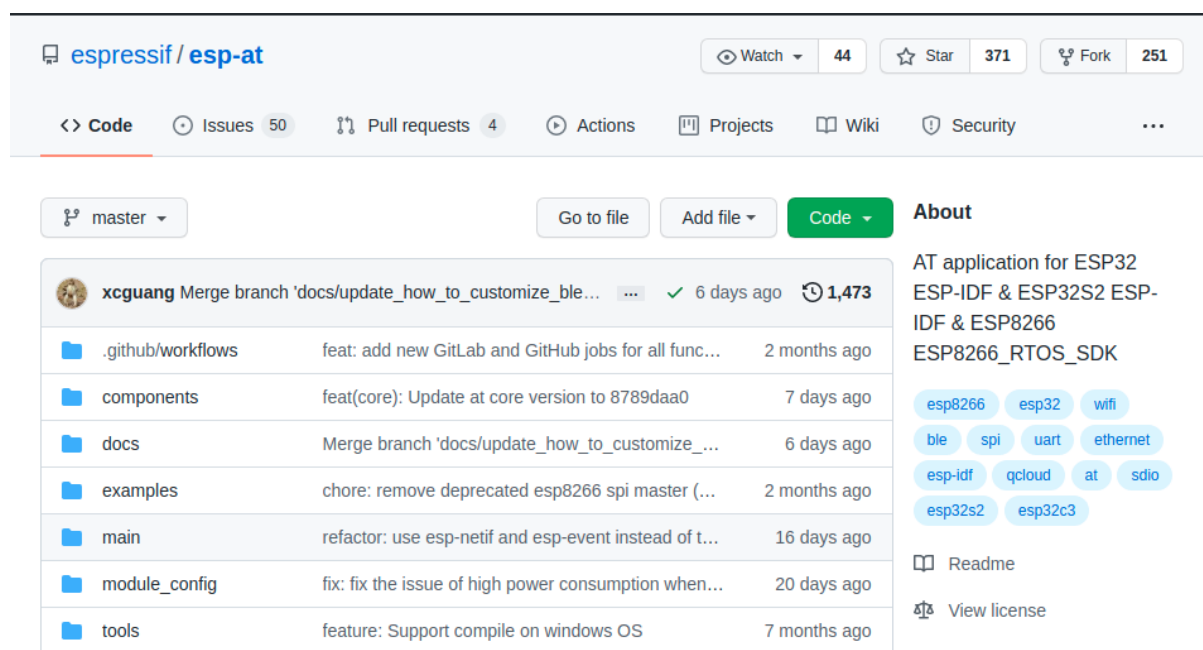 espressif / esp-at
Watch 44 Star 371 Fork 251
<> Code Issues 50 Pull requests 4 Actions Projects Wiki Security ...
master Go to file Add file Code
xcguang Merge branch 'docs/update_how_to_customize_ble… ... 6 days ago 1,473
.github/workflows feat: add new GitLab and GitHub jobs for all func… 2 months ago
components feat(core): Update at core version to 8789daa0 7 days ago
docs Merge branch 'docs/update_how_to_customize_… 6 days ago
examples chore: remove deprecated esp8266 spi master (… 2 months ago
main refactor: use esp-netif and esp-event instead of t… 16 days ago
module_config fix: fix the issue of high power consumption when… 20 days ago
tools feature: Support compile on windows OS 7 months ago
About
AT application for ESP32
ESP-IDF & ESP32S2 ESP-
IDF & ESP8266
ESP8266_RTOS_SDK
esp8266 esp32 wifi
ble spi uart ethernet
esp-idf qcloud at sdio
esp32s2 esp32c3
Readme
View license